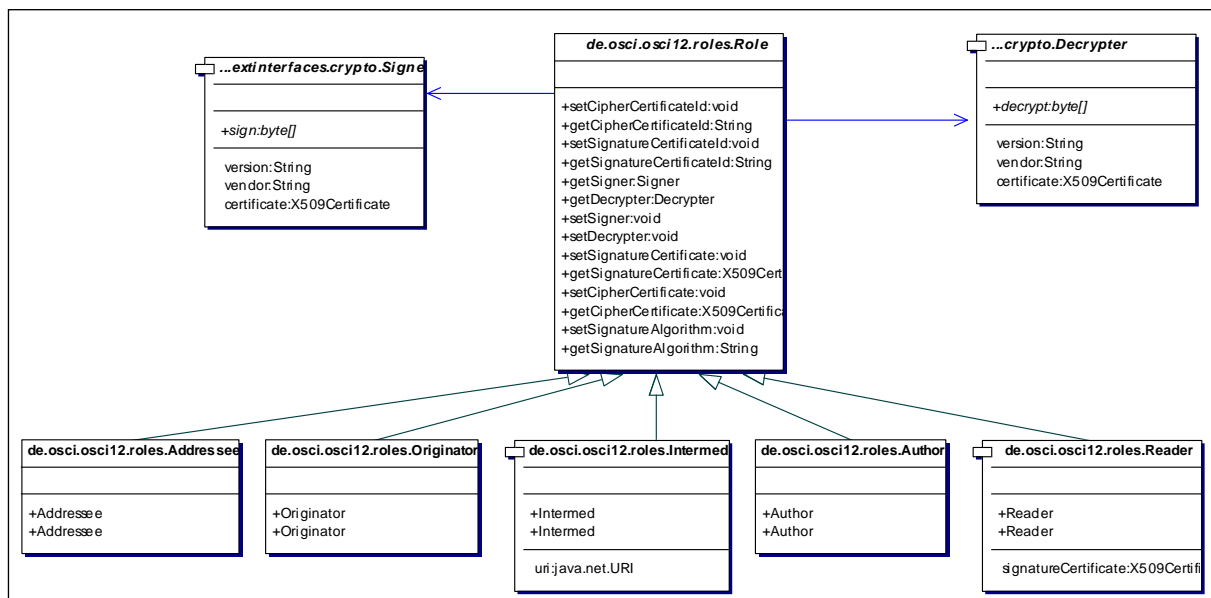 de.osci.osci12.roles.Role
+setCipherCertificateId:void
+getCipherCertificateId:String
+setSignatureCertificateId:void
+getSignatureCertificateId:String
+getSigner:Signer
+getDecrypter:Decrypter
+setSigner:void
+setDecrypter:void
+setSignatureCertificate:void
+getSignatureCertificate:X509Cert
+setCipherCertificate:void
+getCipherCertificate:X509Certifica
+setSignatureAlgorithm:void
+getSignatureAlgorithm:String
...extinterfaces.crypto.Signe
+sign:byte[]
version:String
vendor:String
certificate:X509Certificate
...crypto.Decrypter
+decrypt:byte[]
version:String
vendor:String
certificate:X509Certificate
de.osci.osci12.roles.Addressee
+Addressee
+Addressee
de.osci.osci12.roles.Originator
+Originator
+Originator
de.osci.osci12.roles.Intermed
+Intermed
+Intermed
uri:java.net.URI
de.osci.osci12.roles.Author
+Author
+Author
de.osci.osci12.roles.Reader
+Reader
+Reader
signatureCertificate:X509Certifi